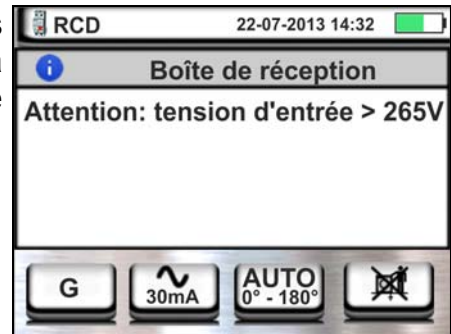 RCD 22-07-2013 14:32
Boîte de réception
Attention: tension d'entrée > 265V
G 30mA AUTO
0° - 180°